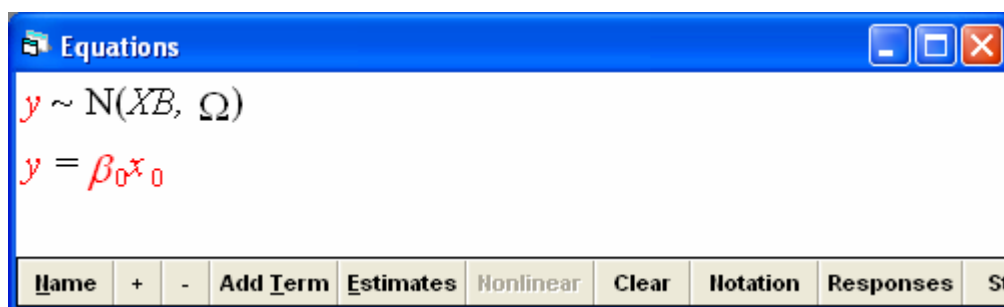 Equations
y ~ N(XB, Ω)
y = β₀x₀
Name + - Add Term Estimates Nonlinear Clear Notation Responses